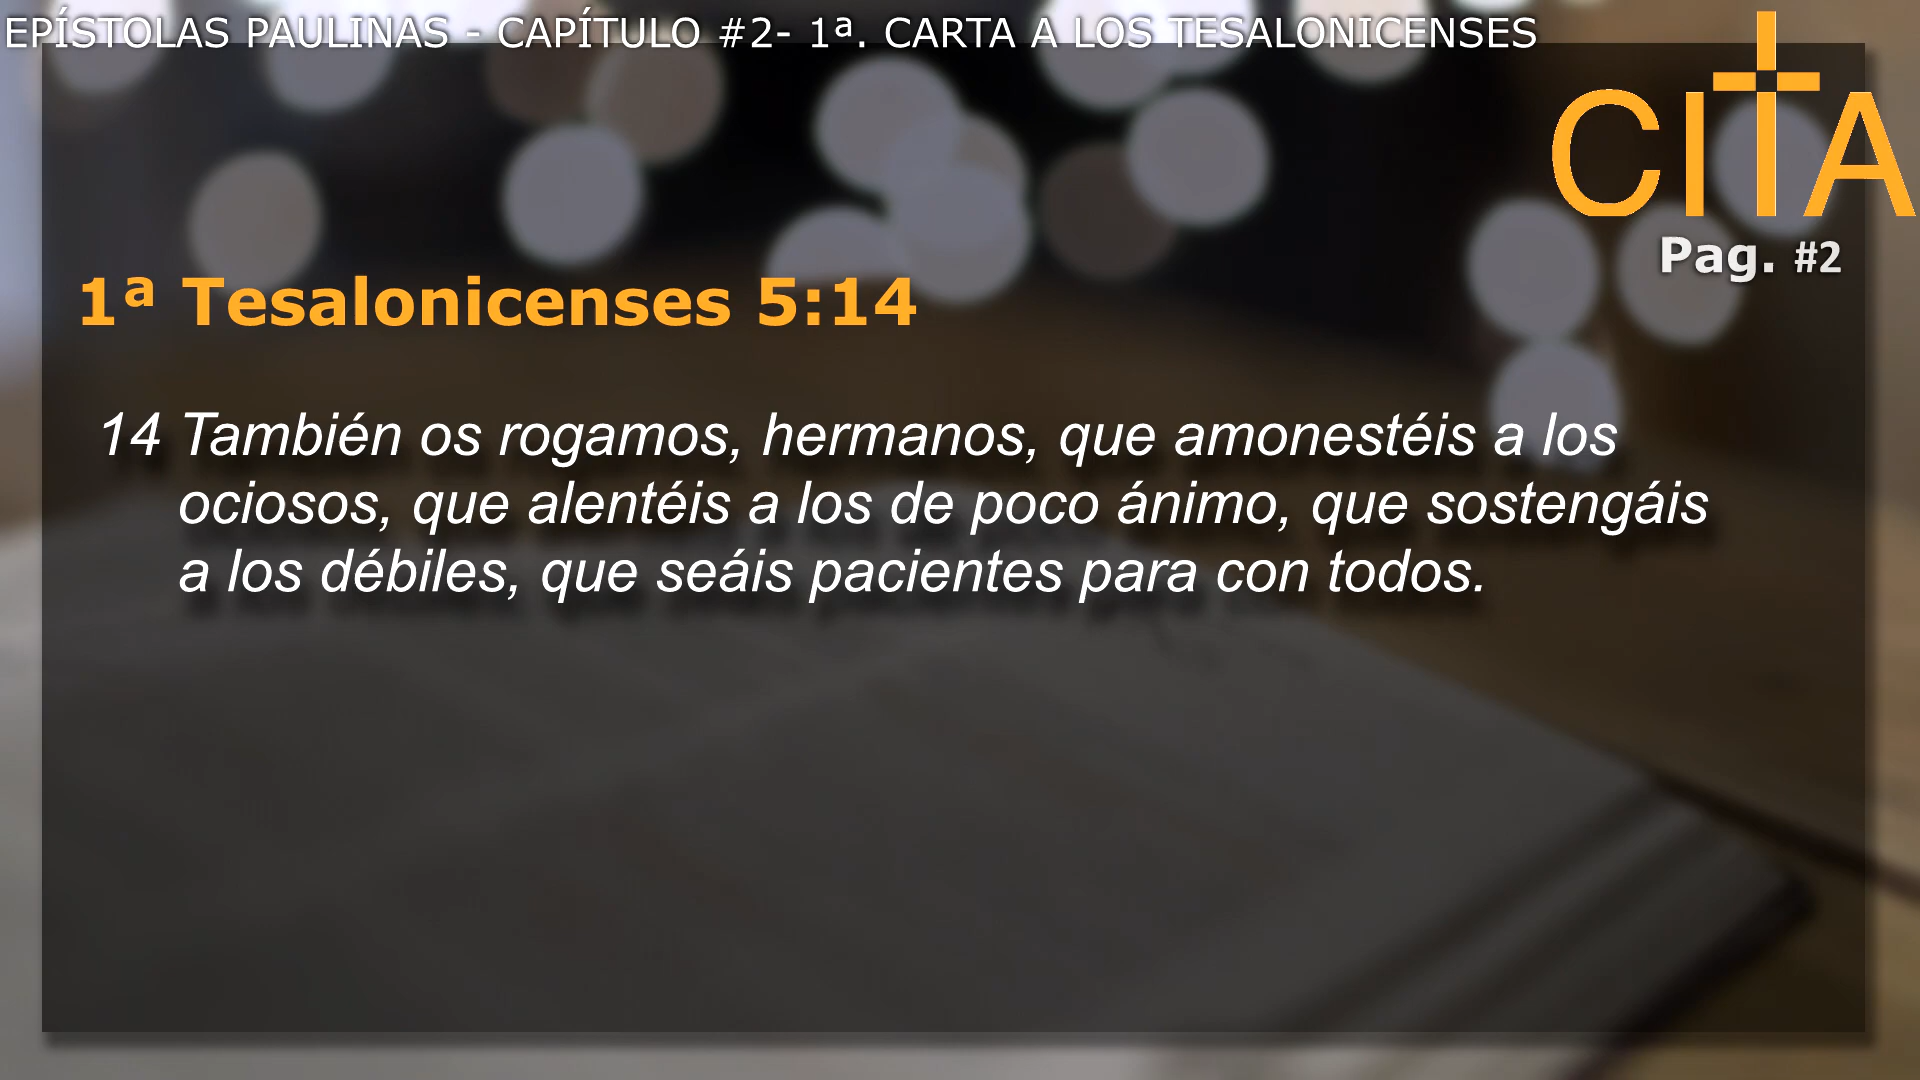 EPÍSTOLAS PAULINAS - CAPÍTULO #2- 1ª. CARTA A LOS TESALONICENSES
CITA
Pag. #2
1ª Tesalonicenses 5:14
14 También os rogamos, hermanos, que amonestéis a los
ociosos, que alentéis a los de poco ánimo, que sostengáis
a los débiles, que seáis pacientes para con todos.